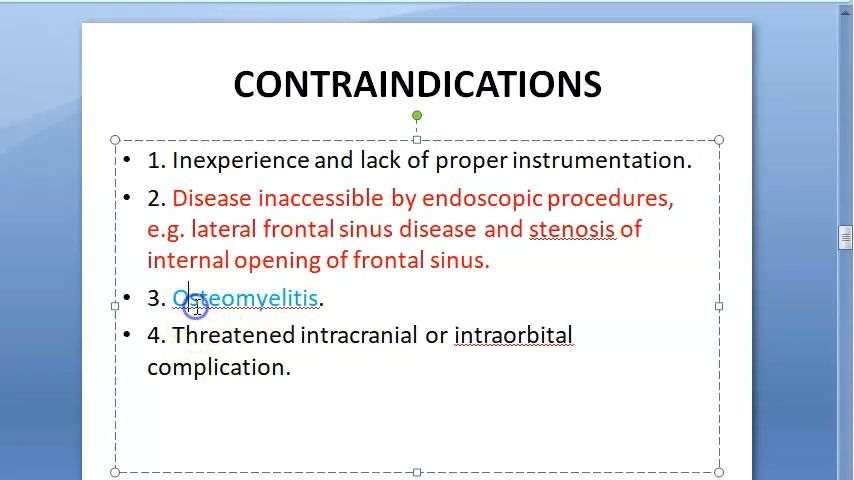 CONTRAINDICATIONS
• 1. Inexperience and lack of proper instrumentation.
• 2. Disease inaccessible by endoscopic procedures,
e.g. lateral frontal sinus disease and stenosis of
internal opening of frontal sinus.
• 3. Osteomyelitis.
• 4. Threatened intracranial or intraorbital
complication.